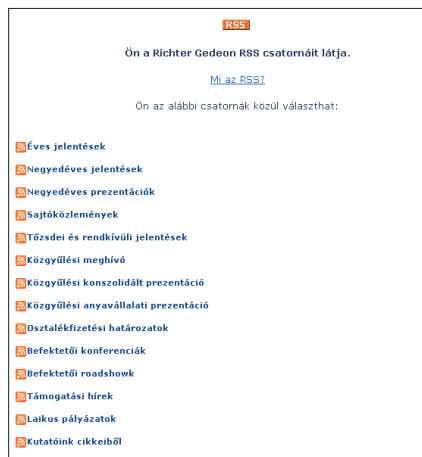 RSS
Ön a Richter Gedeon RSS csatornáit látja.
Mi az RSS?
Ön az alábbi csatornák közül választhat:
Éves jelentések
Negyedéves jelentések
Negyedéves prezentációk
Sajtóközlemények
Tőzsdei és rendkívüli jelentések
Közgyűlési meghívó
Közgyűlési konszolidált prezentáció
Közgyűlési anyavállalati prezentáció
Osztalékfizetési határozatok
Befektetői konferenciák
Befektetői roadshowk
Támogatási hírek
Laikus pályázatok
Kutatóink cikkeiből